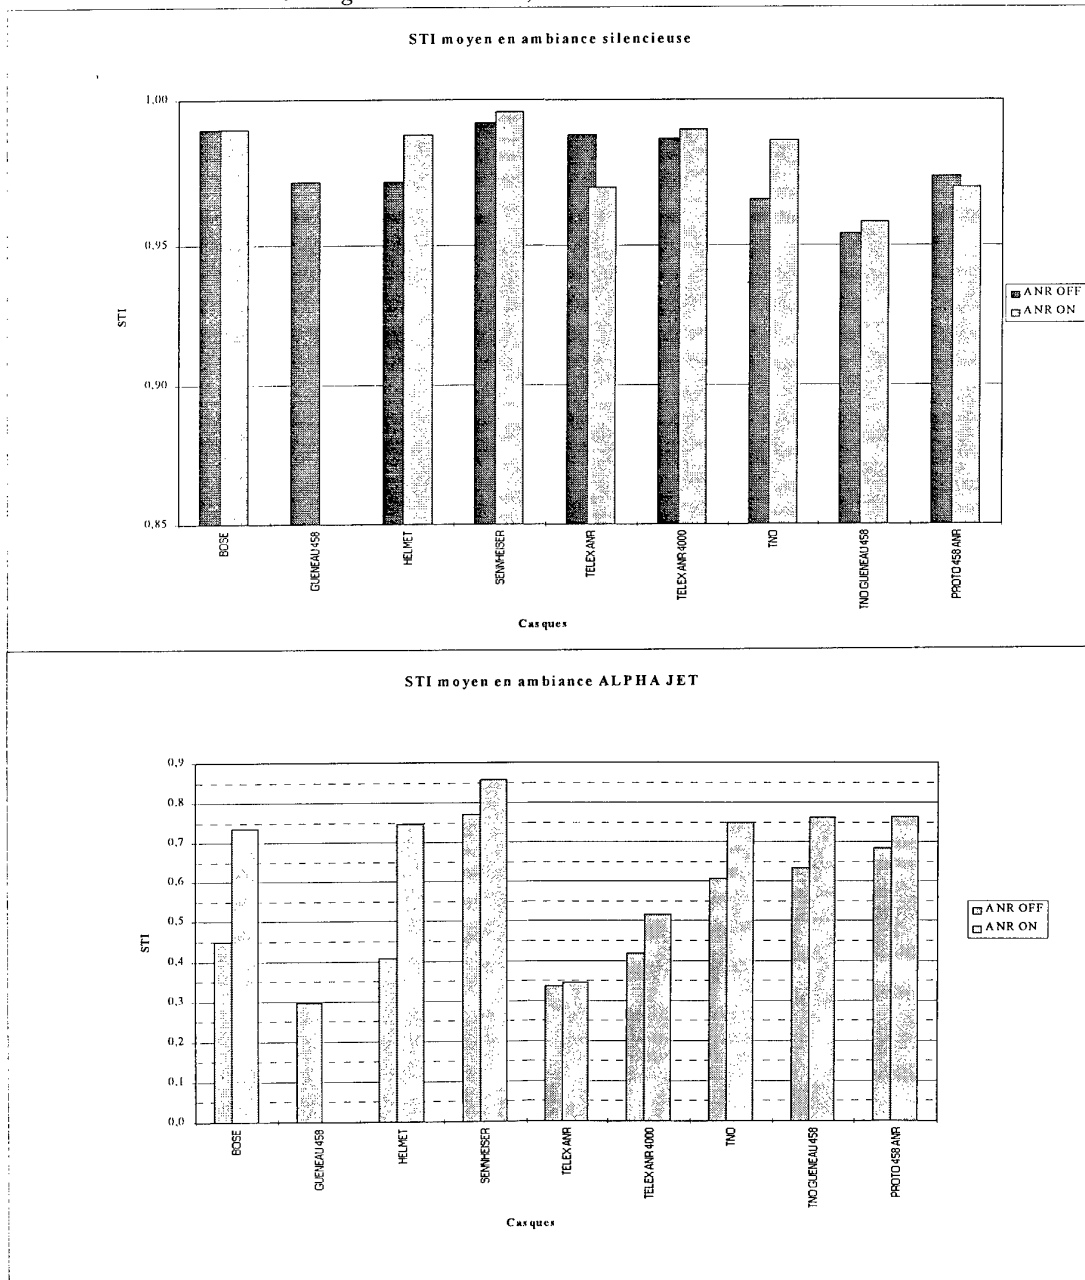 STI moyen en ambiance silencieuse
1,00
0,95
0,90
0,85
STI
BOSE
GUENEAU 458
HELMET
SENNHEISER
TELEX ANR
TELEX ANR 4000
TNO
TNO GUENEAU 458
PROTO 458 ANR
Casques
ANR OFF
ANR ON
STI moyen en ambiance ALPHA JET
0,9
0,8
0,7
0,6
0,5
0,4
0,3
0,2
0,1
0,0
STI
BOSE
GUENEAU 458
HELMET
SENNHEISER
TELEX ANR
TELEX ANR 4000
TNO
TNO GUENEAU 458
PROTO 458 ANR
Casques
ANR OFF
ANR ON